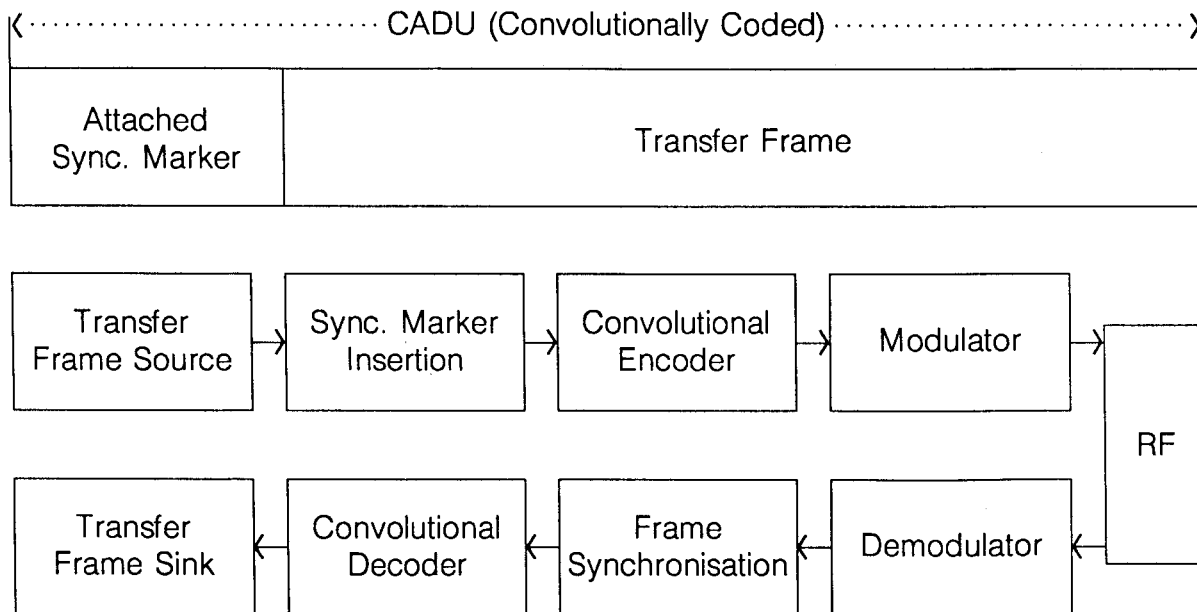 CADU (Convolutionally Coded)
Attached
Sync. Marker
Transfer Frame
Transfer
Frame Source
Sync. Marker
Insertion
Convolutional
Encoder
Modulator
RF
Transfer
Frame Sink
Convolutional
Decoder
Frame
Synchronisation
Demodulator